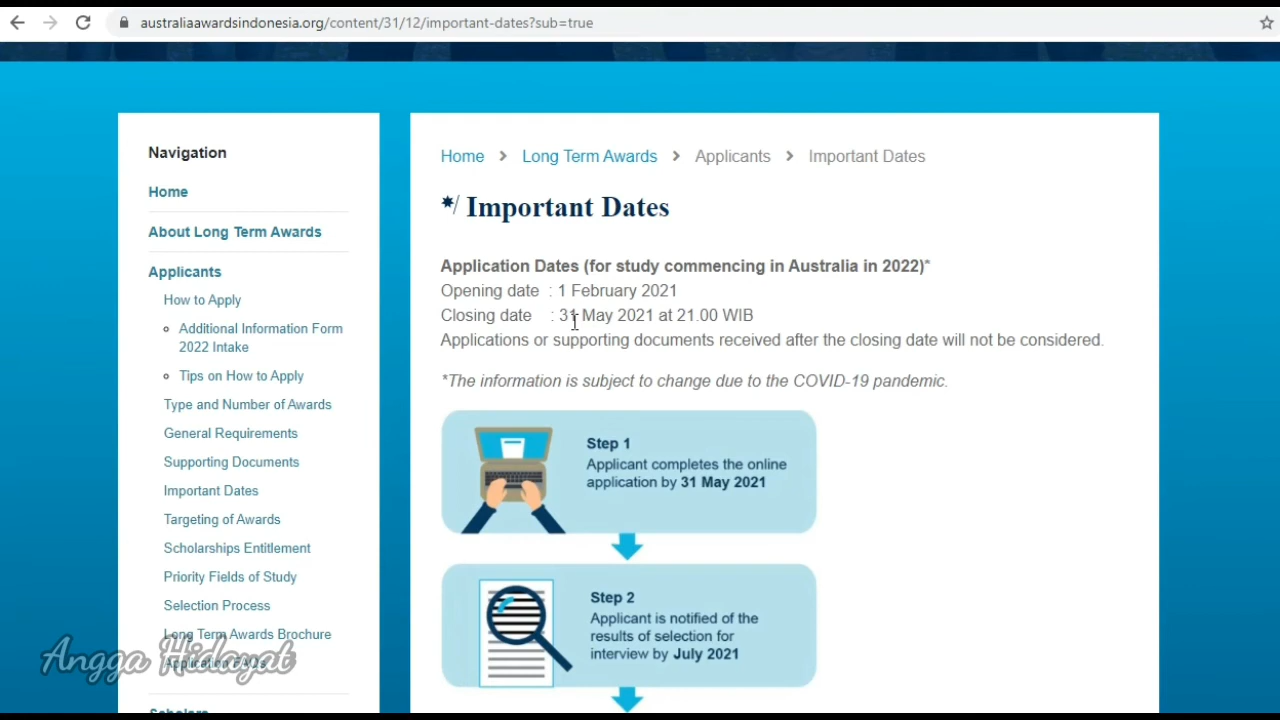 australiaawardsindonesia.org/content/31/12/important-dates?sub=true
Navigation
Home
About Long Term Awards
Applicants
How to Apply
Additional Information Form
2022 Intake
Tips on How to Apply
Type and Number of Awards
General Requirements
Supporting Documents
Important Dates
Targeting of Awards
Scholarships Entitlement
Priority Fields of Study
Selection Process
Long Term Awards Brochure
Application FAQs
Angga Hidayat
Scholars
Home > Long Term Awards > Applicants > Important Dates
*/ Important Dates
Application Dates (for study commencing in Australia in 2022)*
Opening date : 1 February 2021
Closing date : 31 May 2021 at 21.00 WIB
Applications or supporting documents received after the closing date will not be considered.
*The information is subject to change due to the COVID-19 pandemic.
Step 1
Applicant completes the online
application by 31 May 2021
Step 2
Applicant is notified of the
results of selection for
interview by July 2021